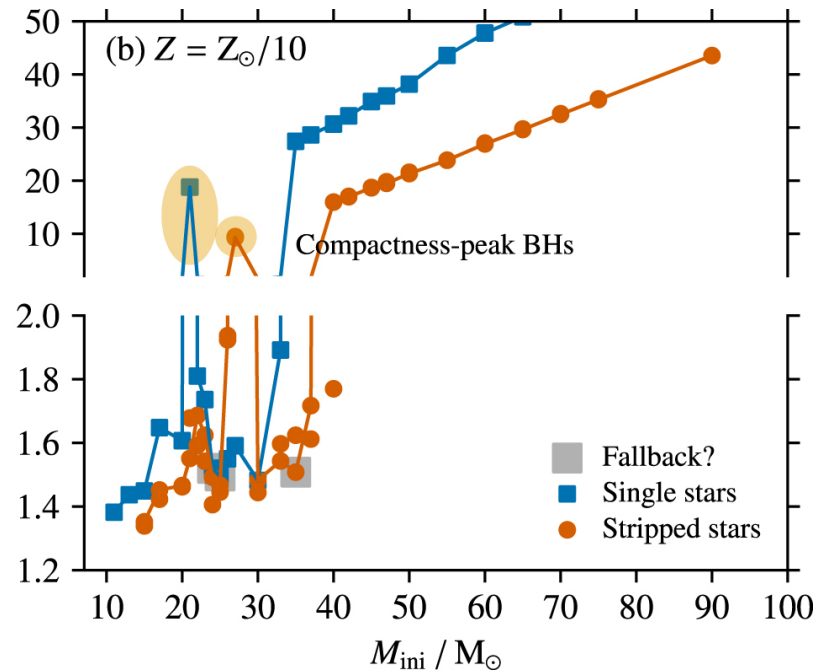 50
(b) Z = Z⊙/10
40
30
20
10
Compactness-peak BHs
2.0
1.8
1.6
Fallback?
Single stars
1.4
Stripped stars
1.2
10 20 30 40 50 60 70 80 90 100
M_ini / M⊙